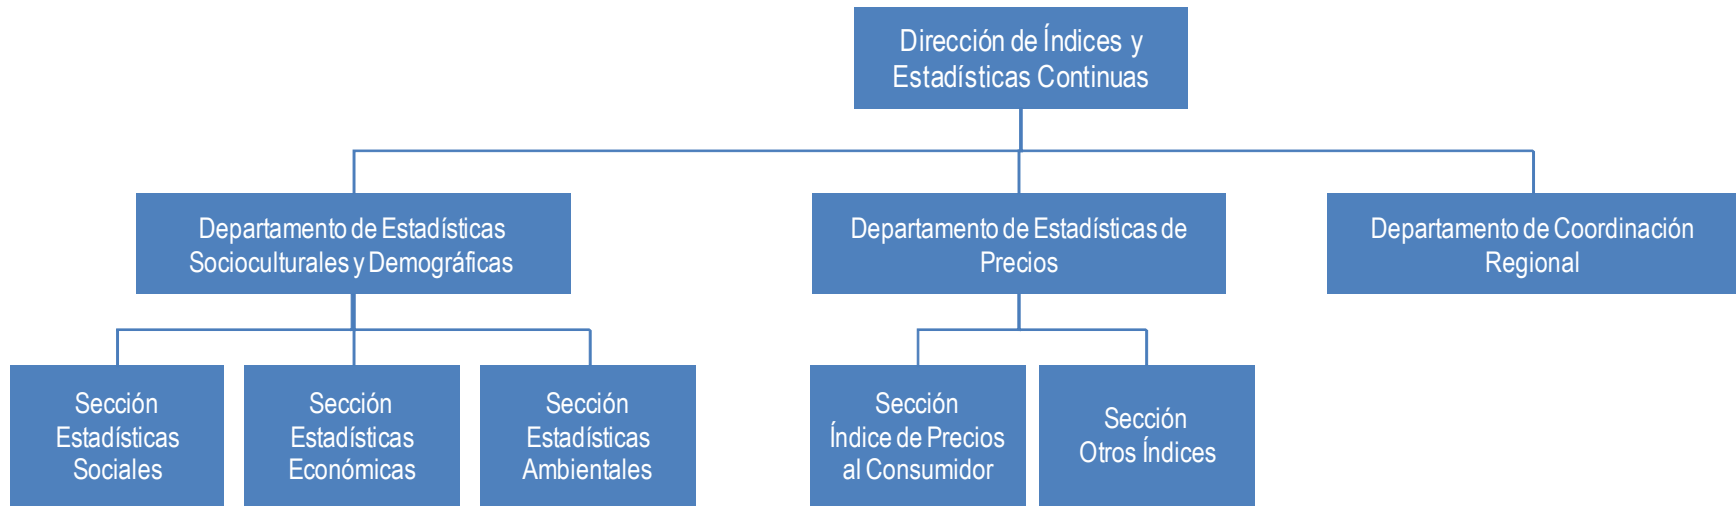 Dirección de Índices y
Estadísticas Continuas
Departamento de Estadísticas
Socioculturales y Demográficas
Departamento de Estadísticas de
Precios
Departamento de Coordinación
Regional
Sección
Estadísticas
Sociales
Sección
Estadísticas
Económicas
Sección
Estadísticas
Ambientales
Sección
Índice de Precios
al Consumidor
Sección
Otros Índices